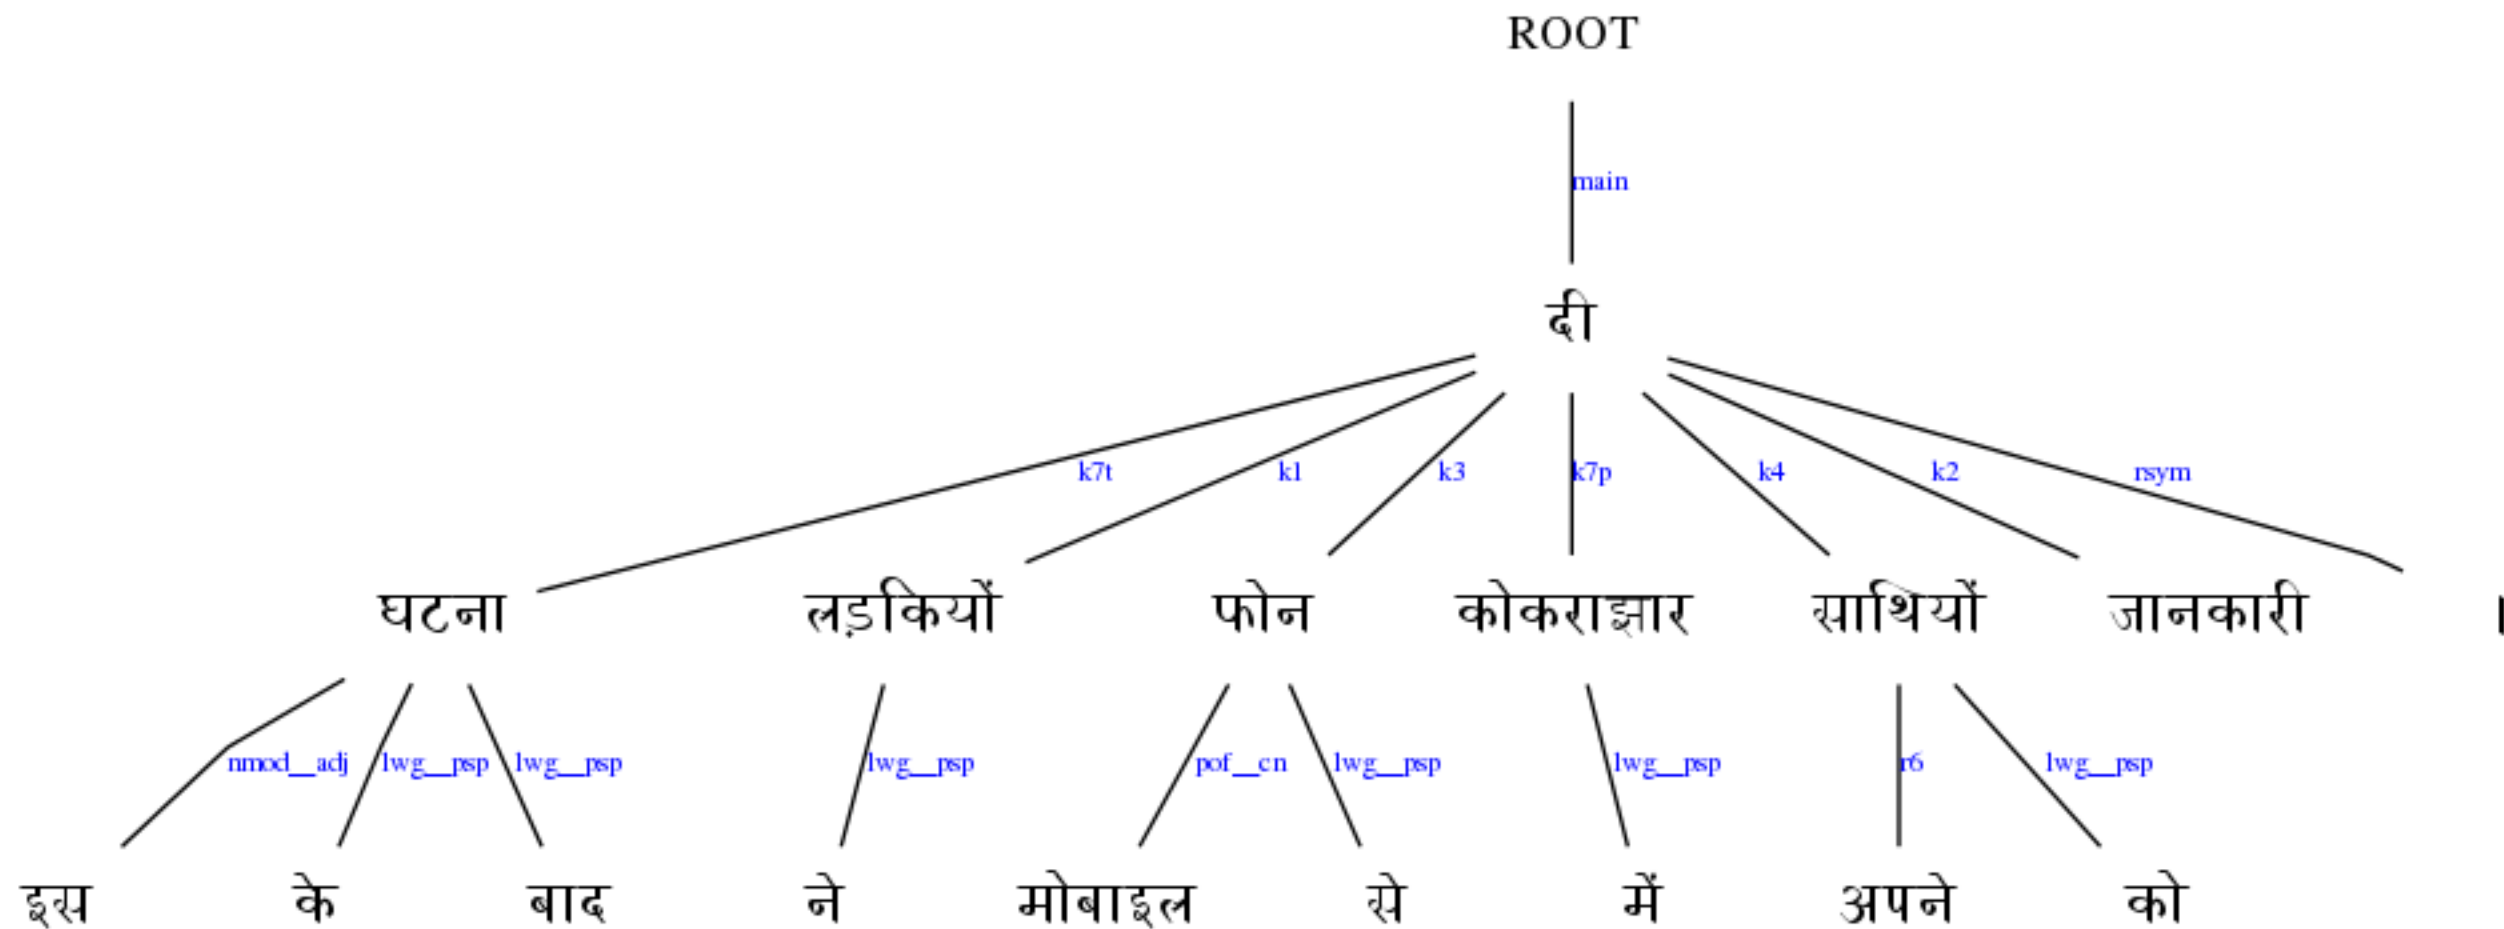 ROOT
main
दी
k7t k1 k3 k7p k4 k2 rsym
घटना लड़कियों फोन कोकराझार साथियों जानकारी ।
nmod__adj lwg__psp lwg__psp lwg__psp pof__cn lwg__psp lwg__psp r6 lwg__psp
इस के बाद ने मोबाइल से में अपने को